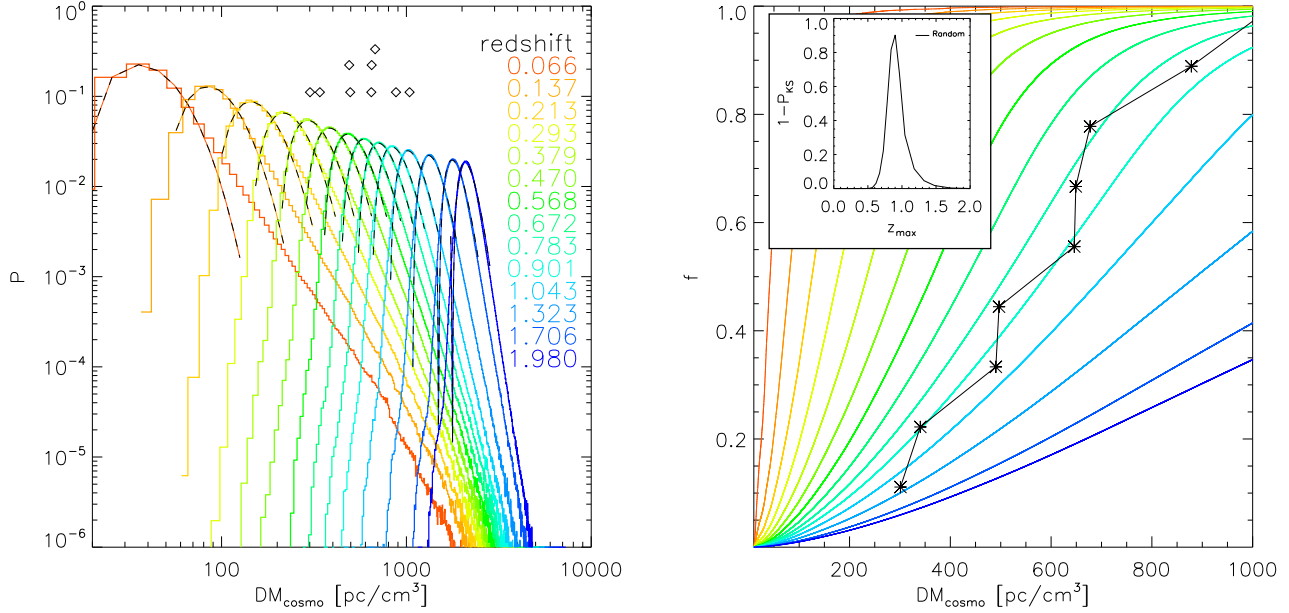 redshift
0.066
0.137
0.213
0.293
0.379
0.470
0.568
0.672
0.783
0.901
1.043
1.323
1.706
1.980
10⁰
10⁻¹
10⁻²
10⁻³
10⁻⁴
10⁻⁵
10⁻⁶
P
100 1000 10000
DM_cosmo [pc/cm³]
1.0
0.8
0.6
0.4
0.2
f
200 400 600 800 1000
DM_cosmo [pc/cm³]
1.0
0.8
0.6
0.4
0.2
0.0
1−P_KS
Random
0.0 0.5 1.0 1.5 2.0
z_max